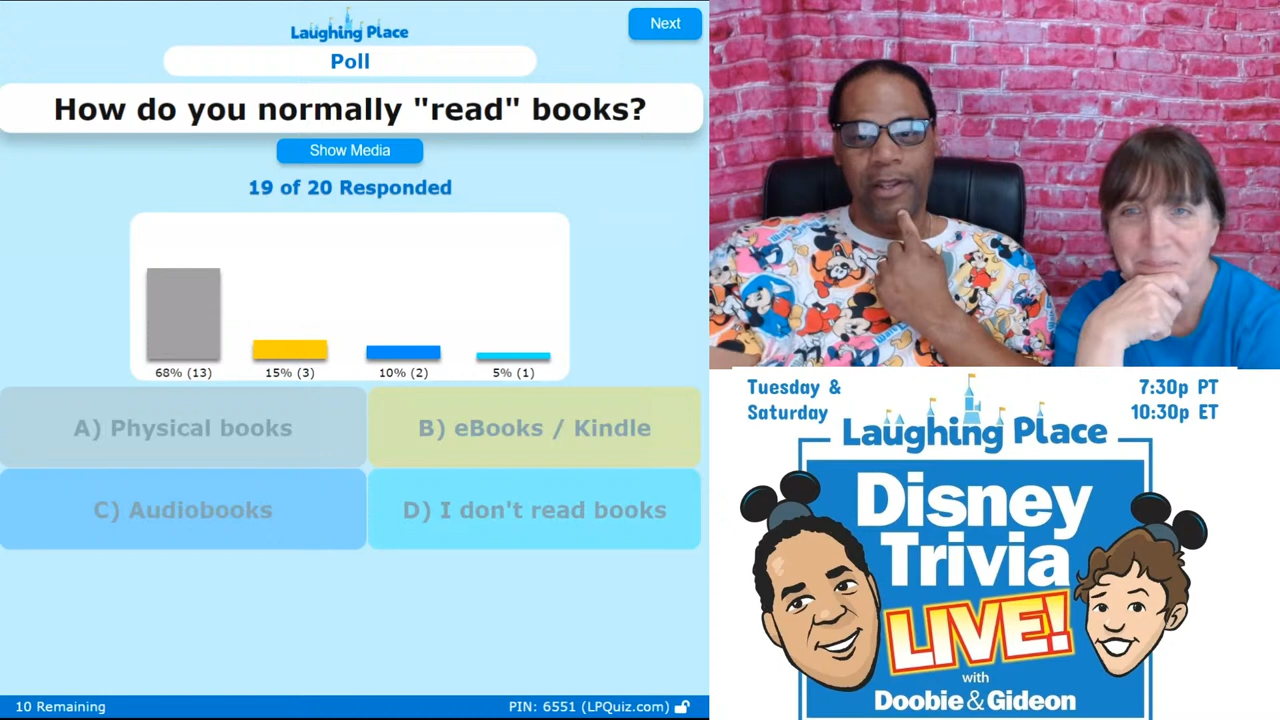 Laughing Place
Next
Poll
How do you normally "read" books?
Show Media
19 of 20 Responded
68% (13)
15% (3)
10% (2)
5% (1)
A) Physical books
B) eBooks / Kindle
C) Audiobooks
D) I don't read books
10 Remaining
PIN: 6551 (LPQuiz.com)
Tuesday &
Saturday
7:30p PT
10:30p ET
Laughing Place
Disney
Trivia
LIVE!
with
Doobie & Gideon